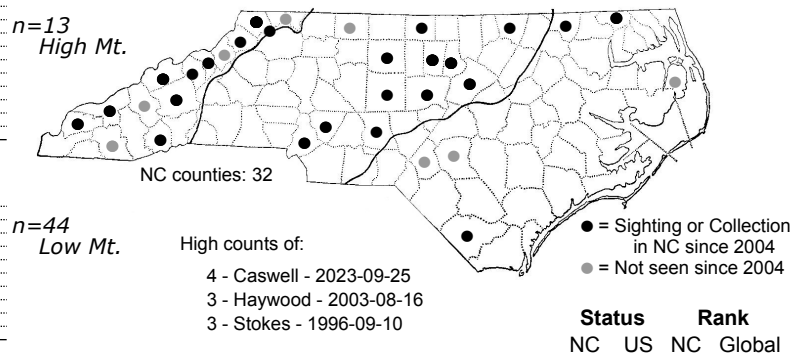 n=13
High Mt.
NC counties: 32
n=44
Low Mt.
High counts of:
4 - Caswell - 2023-09-25
3 - Haywood - 2003-08-16
3 - Stokes - 1996-09-10
= Sighting or Collection
in NC since 2004
= Not seen since 2004
Status Rank
NC US NC Global